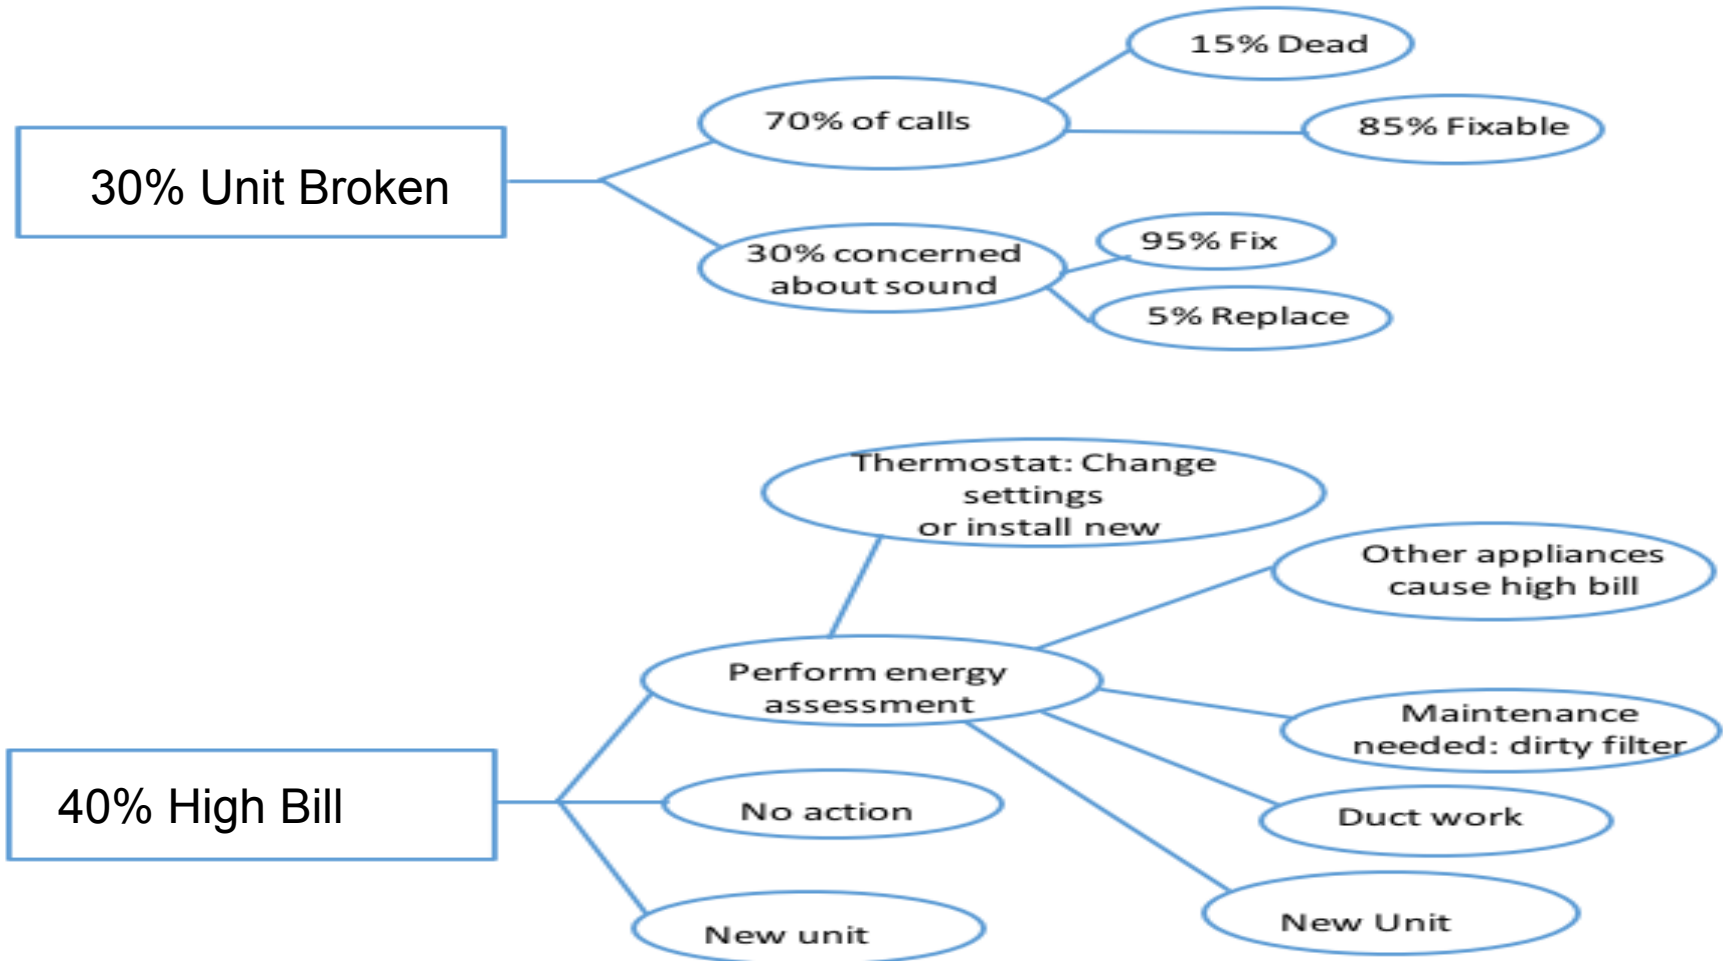 15% Dead
70% of calls
85% Fixable
30% Unit Broken
30% concerned
about sound
95% Fix
5% Replace
Thermostat: Change
settings
or install new
Other appliances
cause high bill
Perform energy
assessment
Maintenance
needed: dirty filter
40% High Bill
No action
Duct work
New unit
New Unit